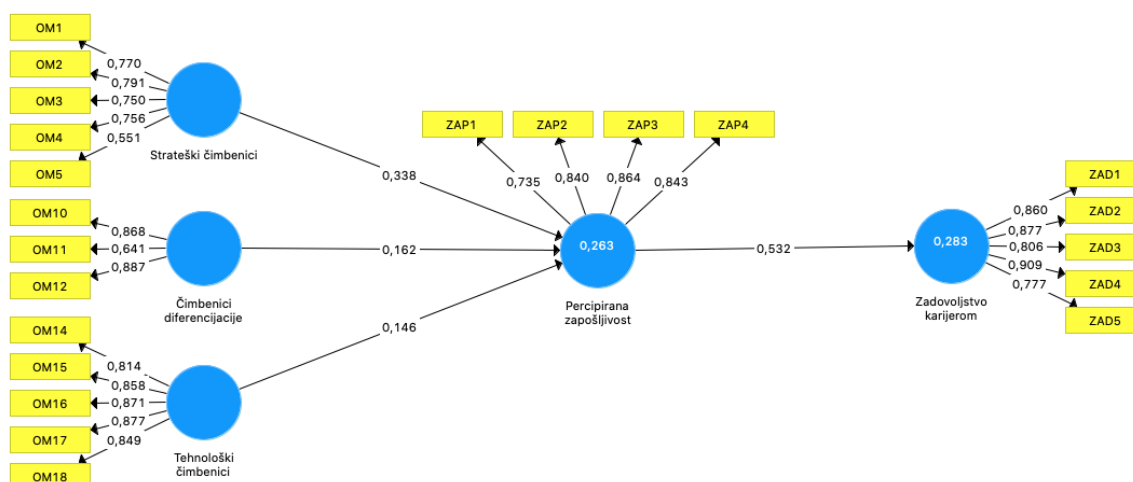 OM1
OM2
OM3
OM4
OM5
0,770
0,791
0,750
0,756
0,551
Strateški čimbenici
OM10
OM11
OM12
0,868
0,641
0,887
Čimbenici
diferencijacije
OM14
OM15
OM16
OM17
OM18
0,814
0,858
0,871
0,877
0,849
Tehnološki
čimbenici
0,338
0,162
0,146
ZAP1
ZAP2
ZAP3
ZAP4
0,735
0,840
0,864
0,843
0,263
Percipirana
zapošljivost
0,532
0,283
Zadovoljstvo
karijerom
0,860
0,877
0,806
0,909
0,777
ZAD1
ZAD2
ZAD3
ZAD4
ZAD5